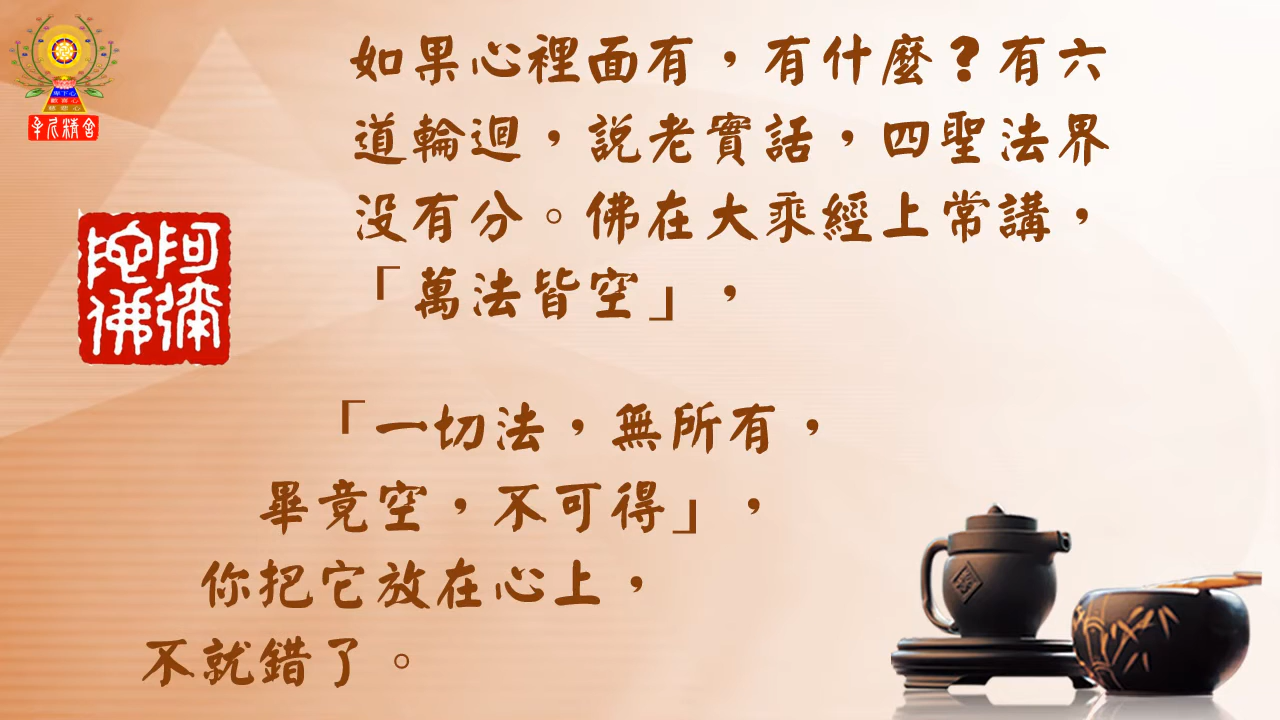 如果心裡面有，有什麼？有六
道輪迴，説老實話，四聖法界
没有分。佛在大乘經上常講，
「萬法皆空」，
「一切法，無所有，
畢竟空，不可得」，
你把它放在心上，
不就錯了。
阿彌
陀佛